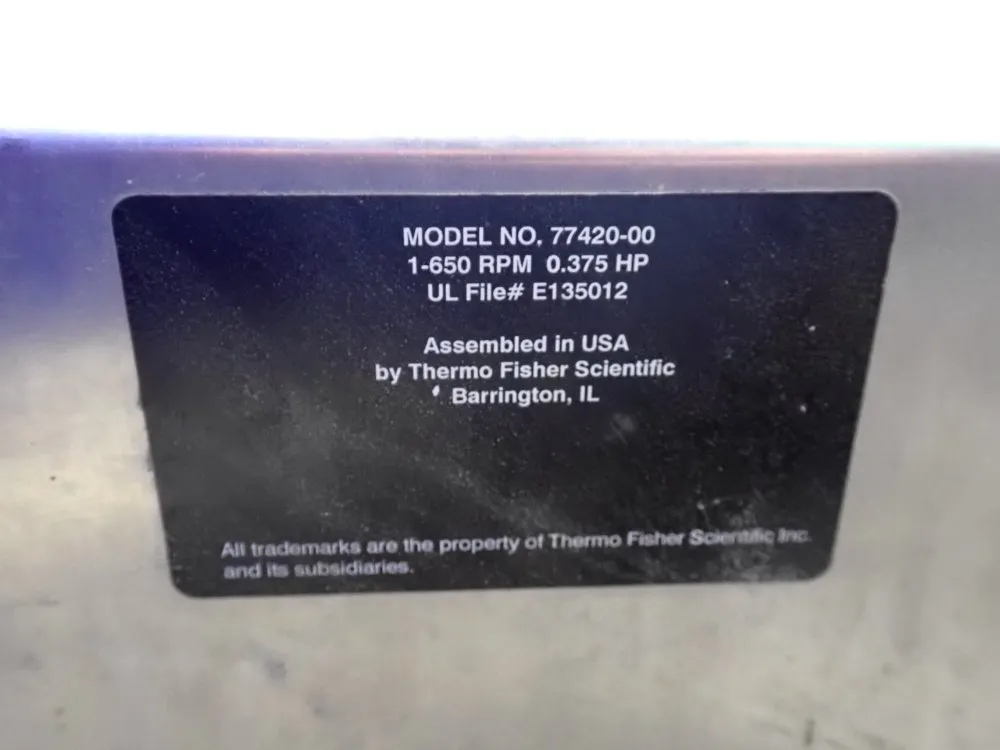 MODEL NO. 77420-00
1-650 RPM 0.375 HP
UL File# E135012
Assembled in USA
by Thermo Fisher Scientific
Barrington, IL
All trademarks are the property of Thermo Fisher Scientific Inc.
and its subsidiaries.